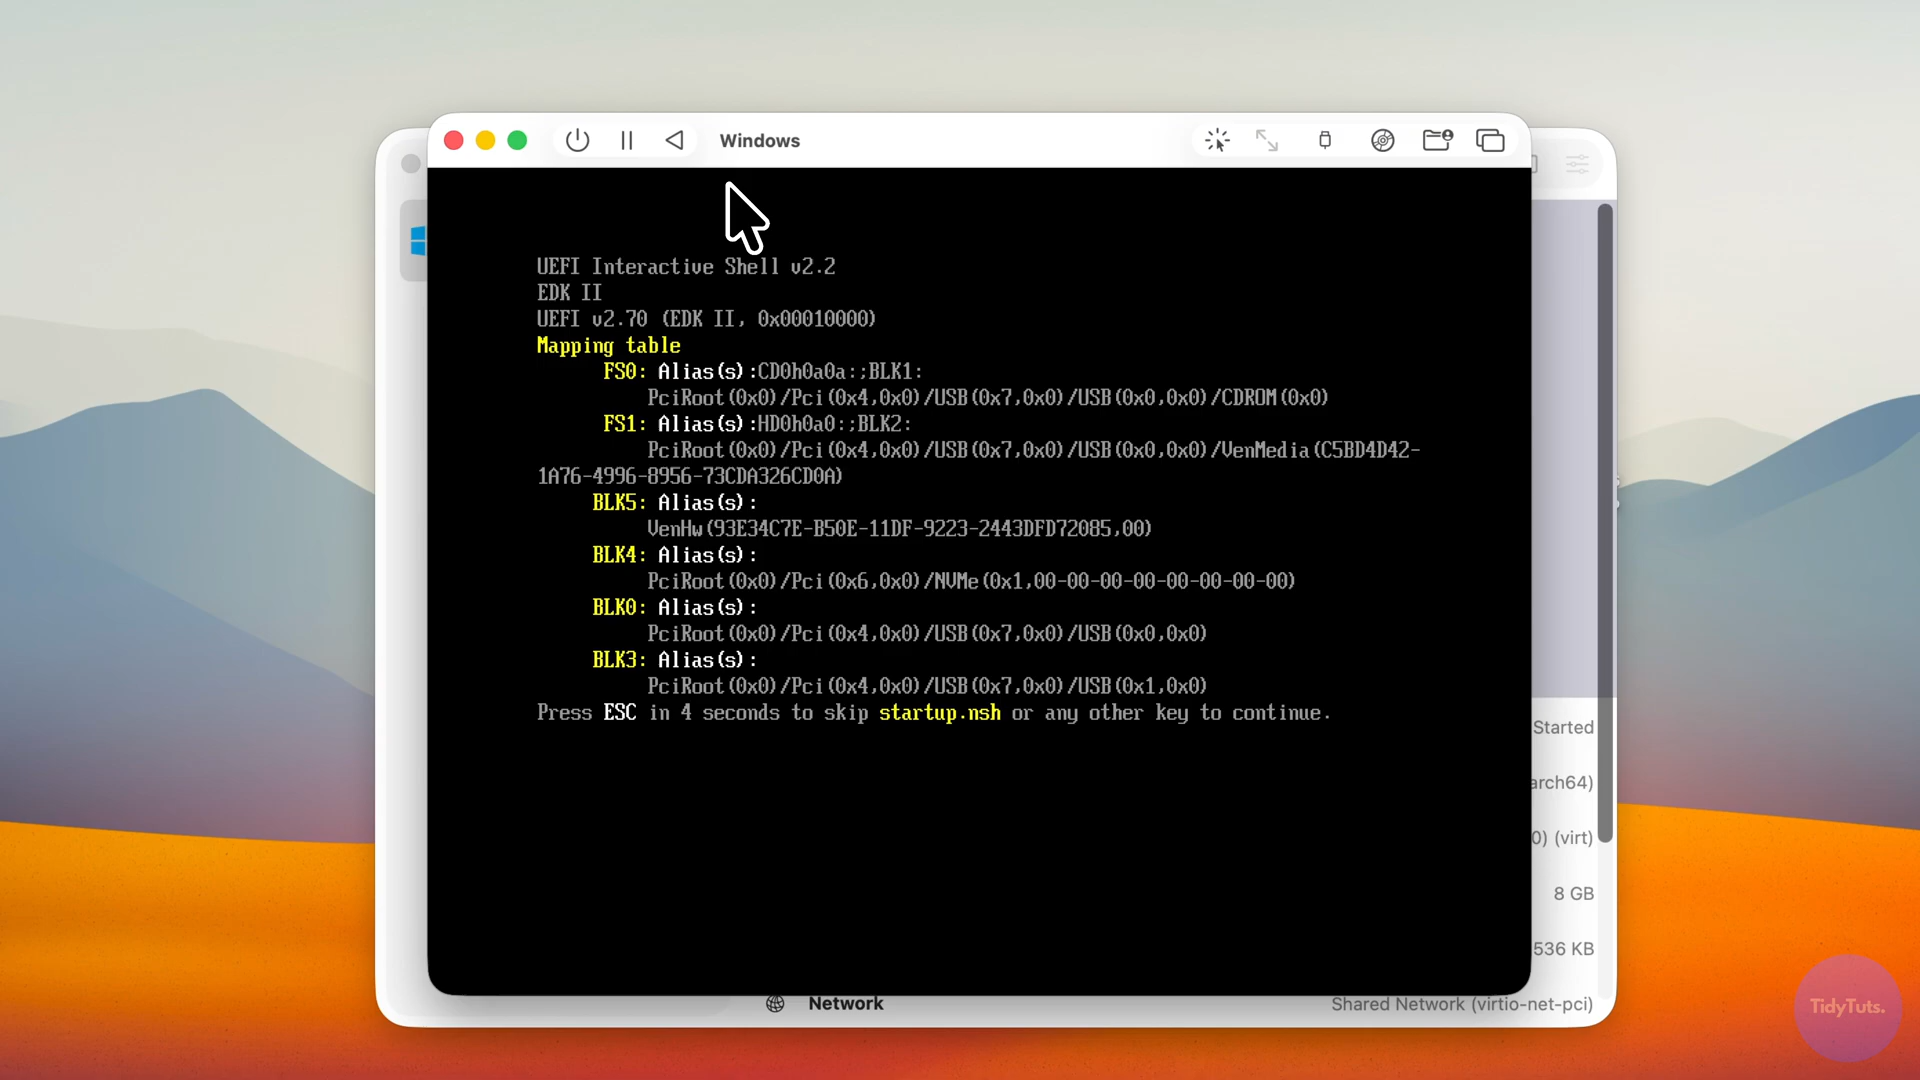 Windows
UEFI Interactive Shell v2.2
EDK II
UEFI v2.70 (EDK II, 0x00010000)
Mapping table
FS0: Alias(s):CD0h0a0a:;BLK1:
PciRoot(0x0)/Pci(0x4,0x0)/USB(0x7,0x0)/USB(0x0,0x0)/CDROM(0x0)
FS1: Alias(s):HD0h0a0:;BLK2:
PciRoot(0x0)/Pci(0x4,0x0)/USB(0x7,0x0)/USB(0x0,0x0)/VenMedia(C5BD4D42-
1A76-4996-8956-73CDA326CD0A)
BLK5: Alias(s):
VenHw(93E34C7E-B50E-11DF-9223-2443DFD72085,00)
BLK4: Alias(s):
PciRoot(0x0)/Pci(0x6,0x0)/NVMe(0x1,00-00-00-00-00-00-00-00)
BLK0: Alias(s):
PciRoot(0x0)/Pci(0x4,0x0)/USB(0x7,0x0)/USB(0x0,0x0)
BLK3: Alias(s):
PciRoot(0x0)/Pci(0x4,0x0)/USB(0x7,0x0)/USB(0x1,0x0)
Press ESC in 4 seconds to skip startup.nsh or any other key to continue.
Started
arch64)
0) (virt)
8 GB
536 KB
Network Shared Network (virtio-net-pci)
TidyTuts.